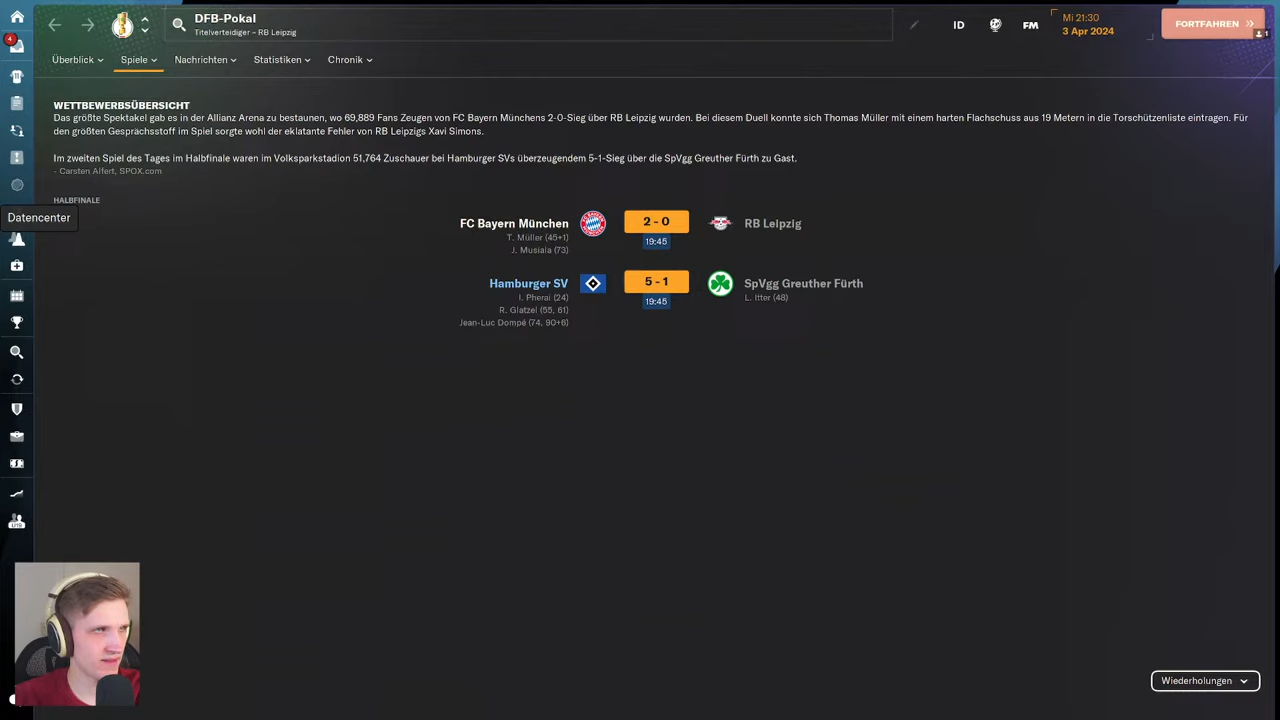 DFB-Pokal
Titelverteidiger – RB Leipzig
ID
FM
Mi 21:30
3 Apr 2024
FORTFAHREN
1
4
Überblick
Spiele
Nachrichten
Statistiken
Chronik
WETTBEWERBSÜBERSICHT
Das größte Spektakel gab es in der Allianz Arena zu bestaunen, wo 69,889 Fans Zeugen von FC Bayern Münchens 2-0-Sieg über RB Leipzig wurden. Bei diesem Duell konnte sich Thomas Müller mit einem harten Flachschuss aus 19 Metern in die Torschützenliste eintragen. Für
den größten Gesprächsstoff im Spiel sorgte wohl der eklatante Fehler von RB Leipzigs Xavi Simons.
Im zweiten Spiel des Tages im Halbfinale waren im Volksparkstadion 51,764 Zuschauer bei Hamburger SVs überzeugendem 5-1-Sieg über die SpVgg Greuther Fürth zu Gast.
- Carsten Alfert, SPOX.com
HALBFINALE
Datencenter
FC Bayern München
2 - 0
RB Leipzig
T. Müller (45+1)
19:45
J. Musiala (73)
Hamburger SV
5 - 1
SpVgg Greuther Fürth
I. Pherai (24)
19:45
L. Itter (48)
R. Glatzel (55, 61)
Jean-Luc Dompé (74, 90+6)
U19
Wiederholungen